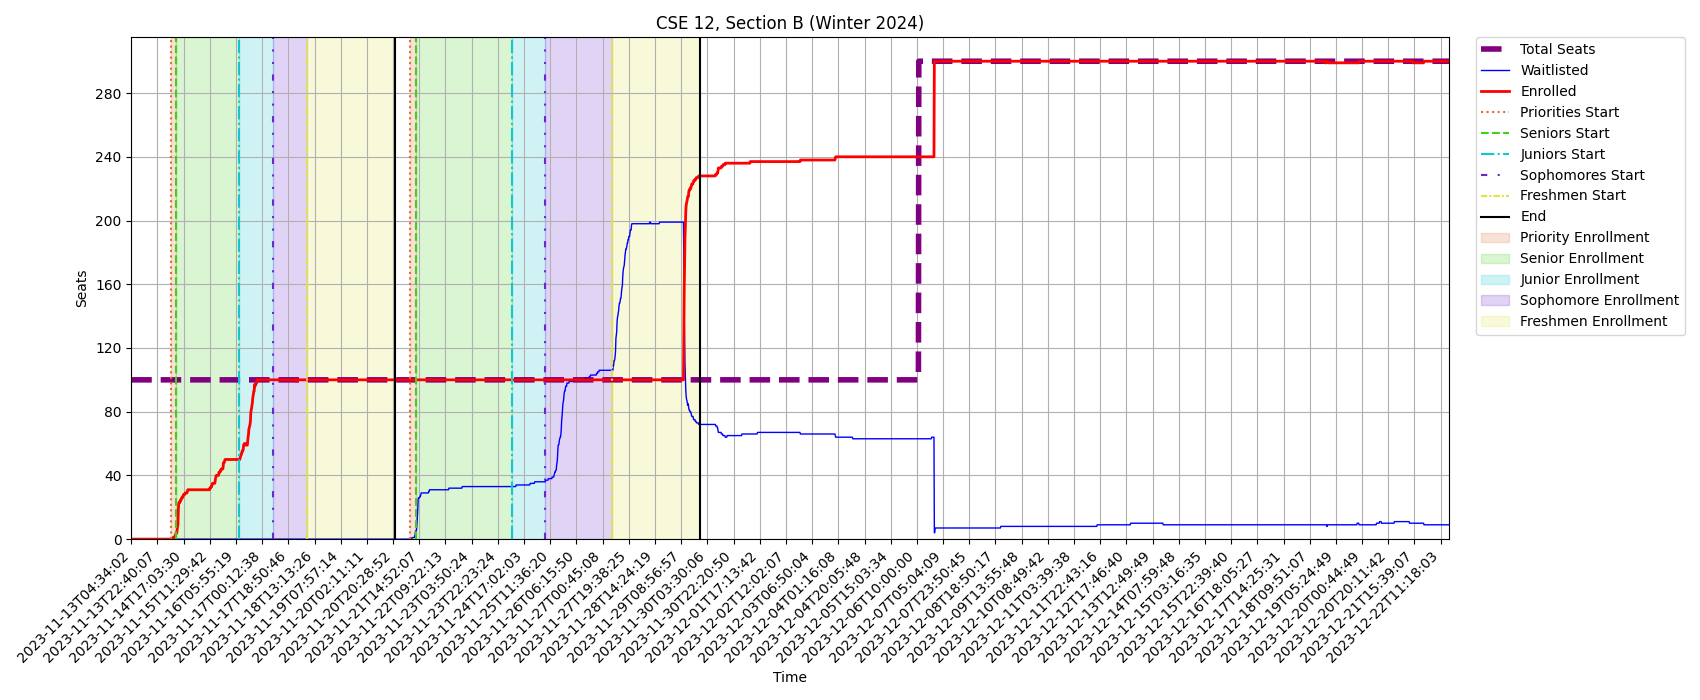 CSE 12, Section B (Winter 2024)
Seats
280
240
200
160
120
80
40
0
2023-11-13T04:34:02
2023-11-13T22:40:07
2023-11-14T17:03:30
2023-11-15T11:29:42
2023-11-16T05:55:19
2023-11-17T00:12:38
2023-11-17T18:50:46
2023-11-18T13:13:26
2023-11-19T07:57:14
2023-11-20T02:11:11
2023-11-20T20:28:52
2023-11-21T14:52:07
2023-11-22T09:22:13
2023-11-23T03:50:24
2023-11-23T22:23:24
2023-11-24T17:02:03
2023-11-25T11:36:20
2023-11-26T06:15:50
2023-11-27T00:45:08
2023-11-27T19:38:25
2023-11-28T14:24:19
2023-11-29T08:56:57
2023-11-30T03:30:06
2023-11-30T22:20:50
2023-12-01T17:13:42
2023-12-02T12:02:07
2023-12-03T06:50:04
2023-12-04T01:16:08
2023-12-04T20:05:48
2023-12-05T15:03:34
2023-12-06T10:00:00
2023-12-07T05:04:09
2023-12-07T23:50:45
2023-12-08T18:50:17
2023-12-09T13:55:48
2023-12-10T08:49:42
2023-12-11T03:39:38
2023-12-11T22:43:16
2023-12-12T17:46:40
2023-12-13T12:49:49
2023-12-14T07:59:48
2023-12-15T03:16:35
2023-12-15T22:39:40
2023-12-16T18:05:27
2023-12-17T14:25:31
2023-12-18T09:51:07
2023-12-19T05:24:49
2023-12-20T00:44:49
2023-12-20T20:11:42
2023-12-21T15:39:07
2023-12-22T11:18:03
Time
Total Seats
Waitlisted
Enrolled
Priorities Start
Seniors Start
Juniors Start
Sophomores Start
Freshmen Start
End
Priority Enrollment
Senior Enrollment
Junior Enrollment
Sophomore Enrollment
Freshmen Enrollment